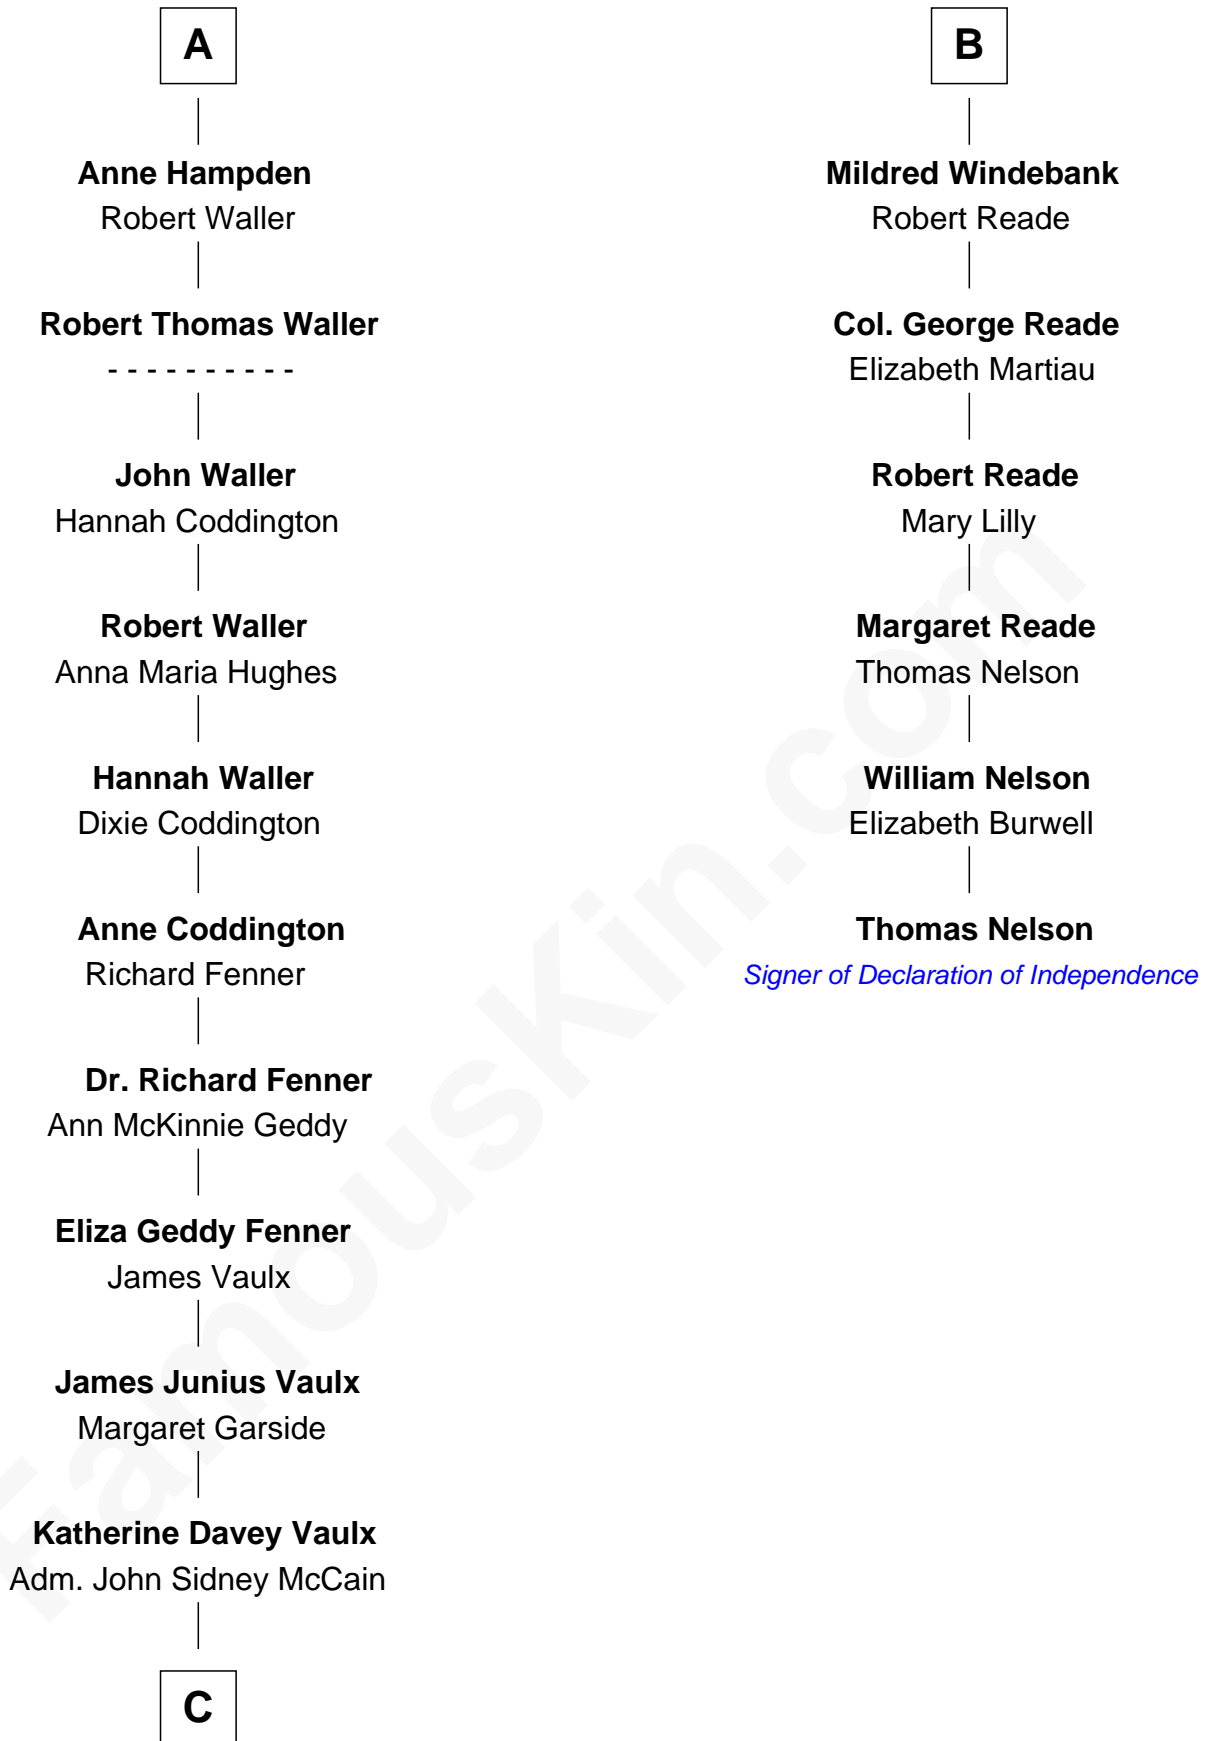 A
Anne Hampden
Robert Waller
Robert Thomas Waller
- - - - - - - - - -
John Waller
Hannah Coddington
Robert Waller
Anna Maria Hughes
Hannah Waller
Dixie Coddington
Anne Coddington
Richard Fenner
Dr. Richard Fenner
Ann McKinnie Geddy
Eliza Geddy Fenner
James Vaulx
James Junius Vaulx
Margaret Garside
Katherine Davey Vaulx
Adm. John Sidney McCain
C
B
Mildred Windebank
Robert Reade
Col. George Reade
Elizabeth Martiau
Robert Reade
Mary Lilly
Margaret Reade
Thomas Nelson
William Nelson
Elizabeth Burwell
Thomas Nelson
Signer of Declaration of Independence
FamousKin.com